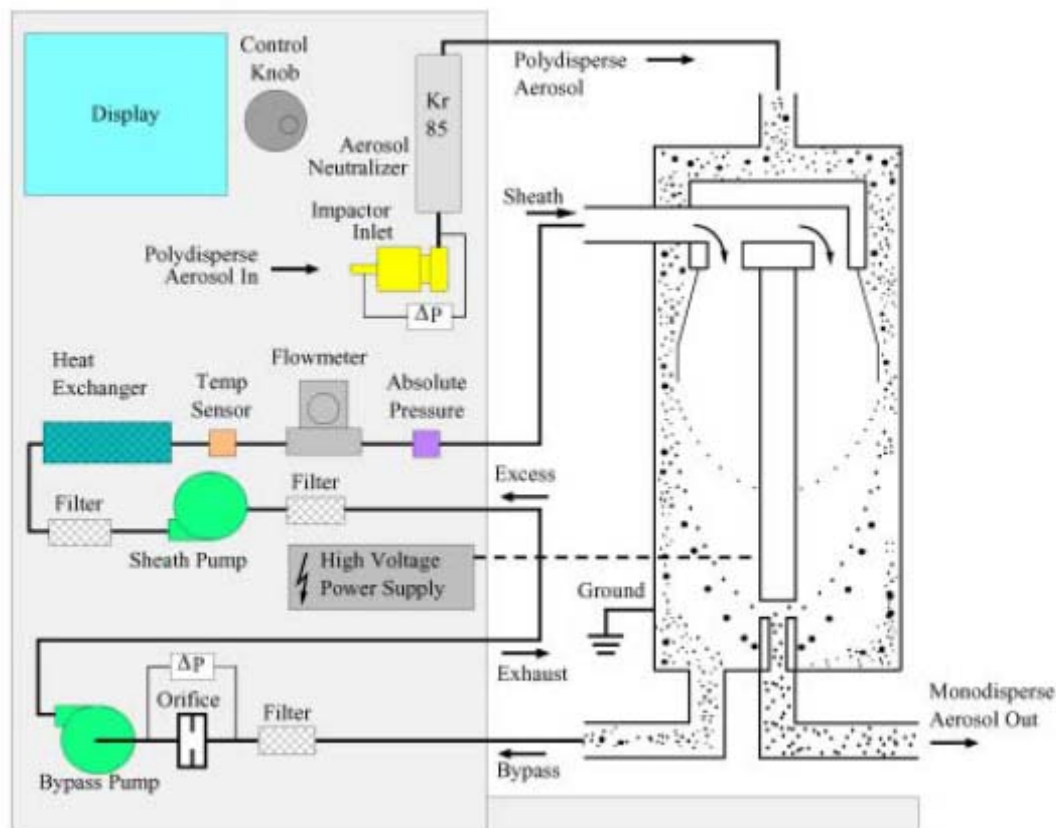 Display
Control
Knob
Kr
85
Aerosol
Neutralizer
Impactor
Inlet
Polydisperse
Aerosol In
ΔP
Polydisperse
Aerosol
Sheath
Heat
Exchanger
Temp
Sensor
Flowmeter
Absolute
Pressure
Filter
Sheath Pump
Filter
Excess
High Voltage
Power Supply
Ground
ΔP
Orifice
Filter
Bypass Pump
Exhaust
Bypass
Monodisperse
Aerosol Out